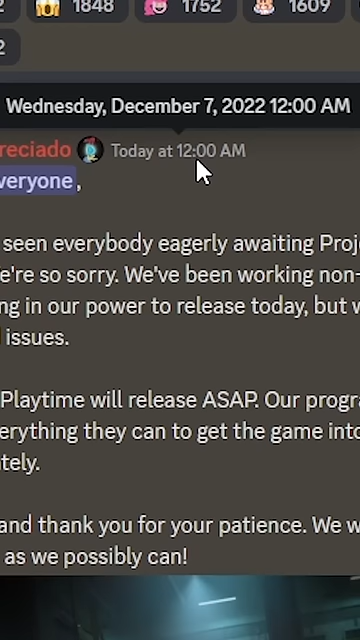 2 1848 1752 1609
2
Wednesday, December 7, 2022 12:00 AM
reciado Today at 12:00 AM
veryone,
seen everybody eagerly awaiting Proj
e're so sorry. We've been working non-
ng in our power to release today, but w
issues.
Playtime will release ASAP. Our progra
erything they can to get the game into
tely.
and thank you for your patience. We w
as we possibly can!